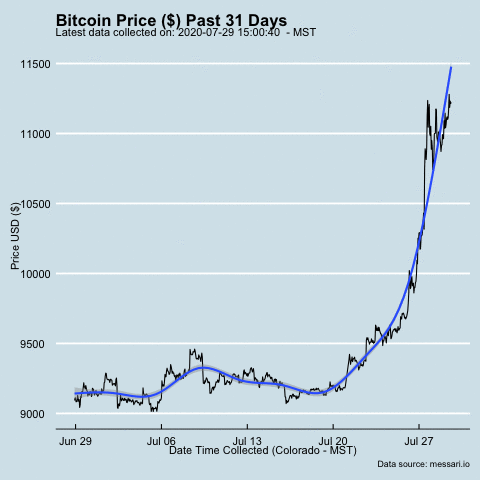 Bitcoin Price ($) Past 31 Days
Latest data collected on: 2020-07-29 15:00:40  - MST
11500
11000
10500
10000
9500
9000
Price USD ($)
Jun 29 Jul 06 Jul 13 Jul 20 Jul 27
Date Time Collected (Colorado - MST)
Data source: messari.io